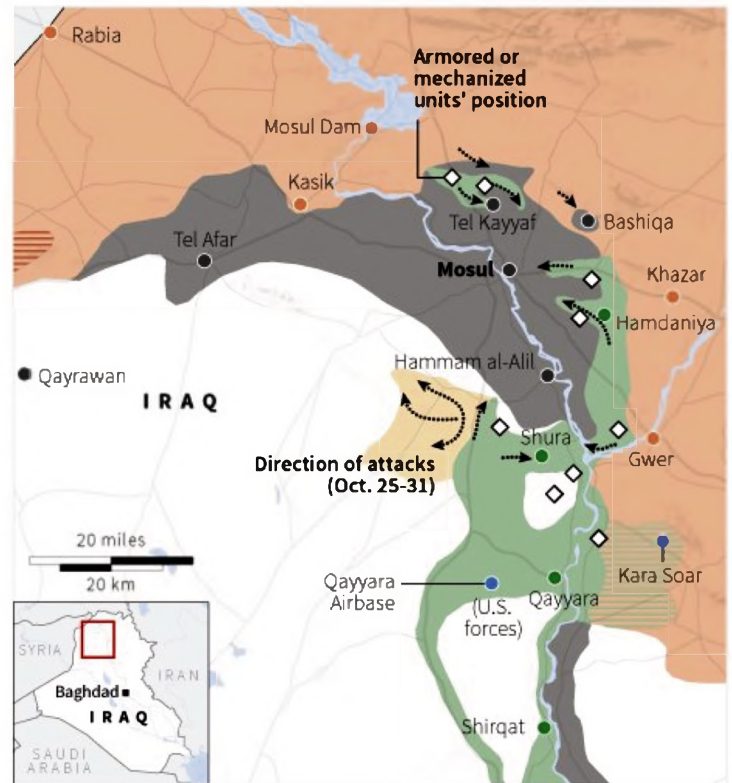 Rabia
Armored or
mechanized
units' position
Mosul Dam
Kasik
Tel Kayyaf
Bashiqa
Tel Afar
Mosul
Khazar
Hamdaniya
Hammam al-Alil
Qayrawan
IRAQ
Shura
Gwer
Direction of attacks
(Oct. 25-31)
20 miles
20 km
Qayyara
Airbase
(U.S.
forces)
Qayyara
Kara Soar
Shirqat
SYRIA
IRAN
Baghdad
IRAQ
SAUDI
ARABIA